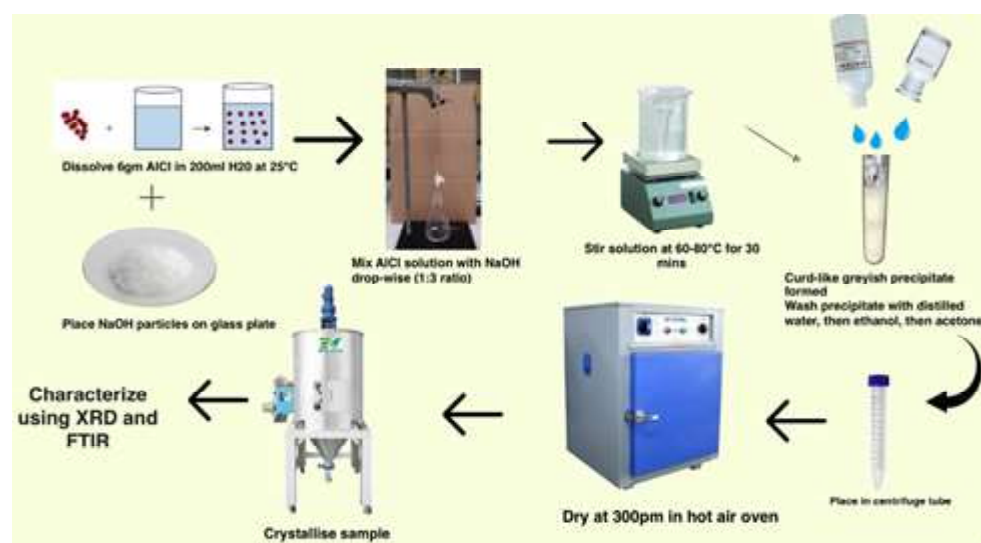 Dissolve 6gm AlCl in 200ml H20 at 25°C
Place NaOH particles on glass plate
Mix AlCl solution with NaOH
drop-wise (1:3 ratio)
Stir solution at 60-80°C for 30
mins
Curd-like greyish precipitate
formed
Wash precipitate with distilled
water, then ethanol, then acetone
Place in centrifuge tube
Dry at 300pm in hot air oven
Crystallise sample
Characterize
using XRD and
FTIR